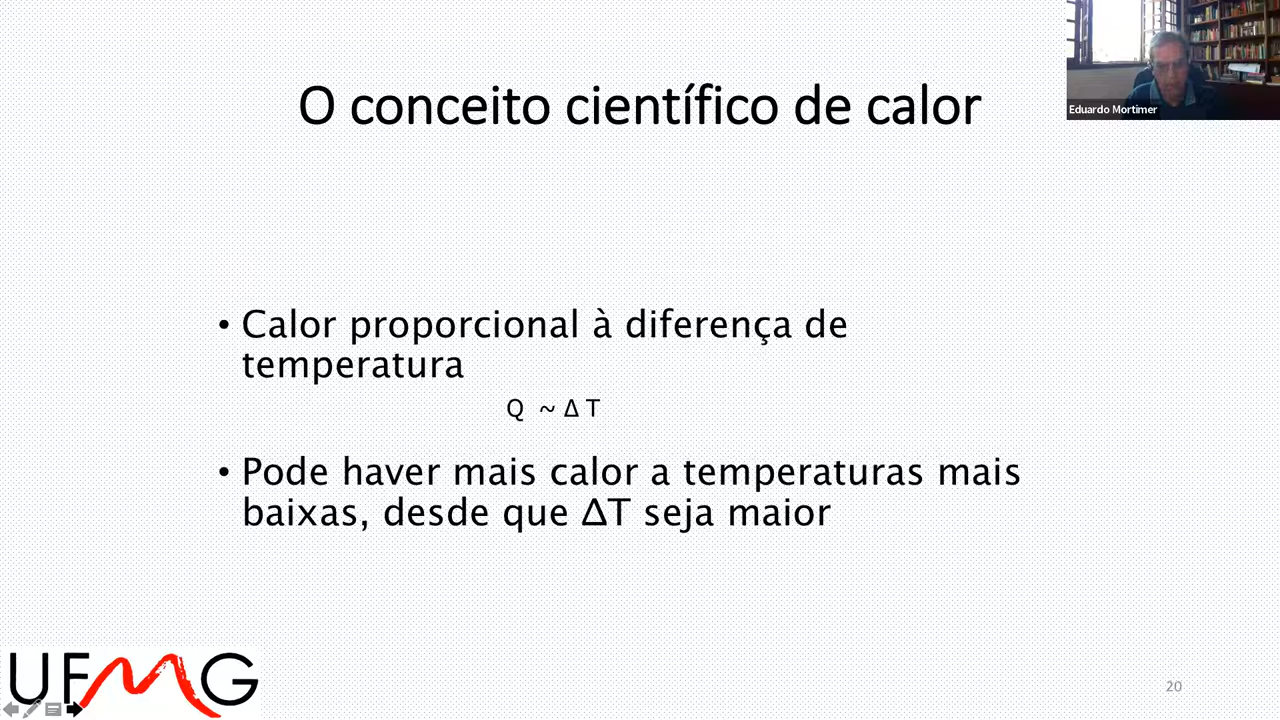 O conceito científico de calor
Eduardo Mortimer
• Calor proporcional à diferença de
temperatura
Q ~ Δ T
• Pode haver mais calor a temperaturas mais
baixas, desde que ΔT seja maior
UFMG
20